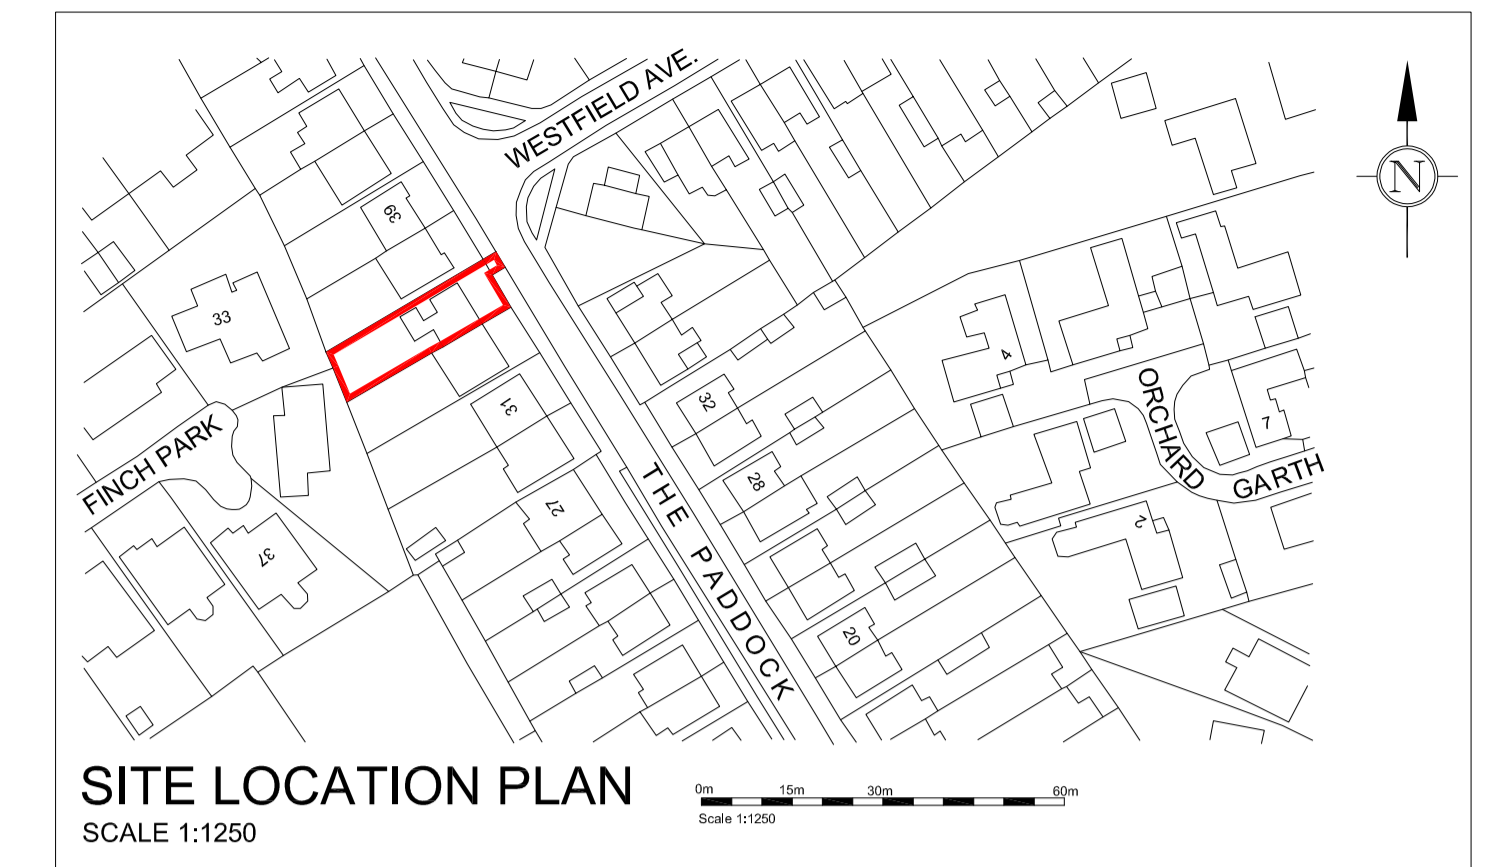 WESTFIELD AVE.
N
39
33
4
ORCHARD
7
31
32
FINCH PARK
GARTH
28
27
THE PADDOCK
2
37
20
SITE LOCATION PLAN
SCALE 1:1250
0m 15m 30m 60m
Scale 1:1250